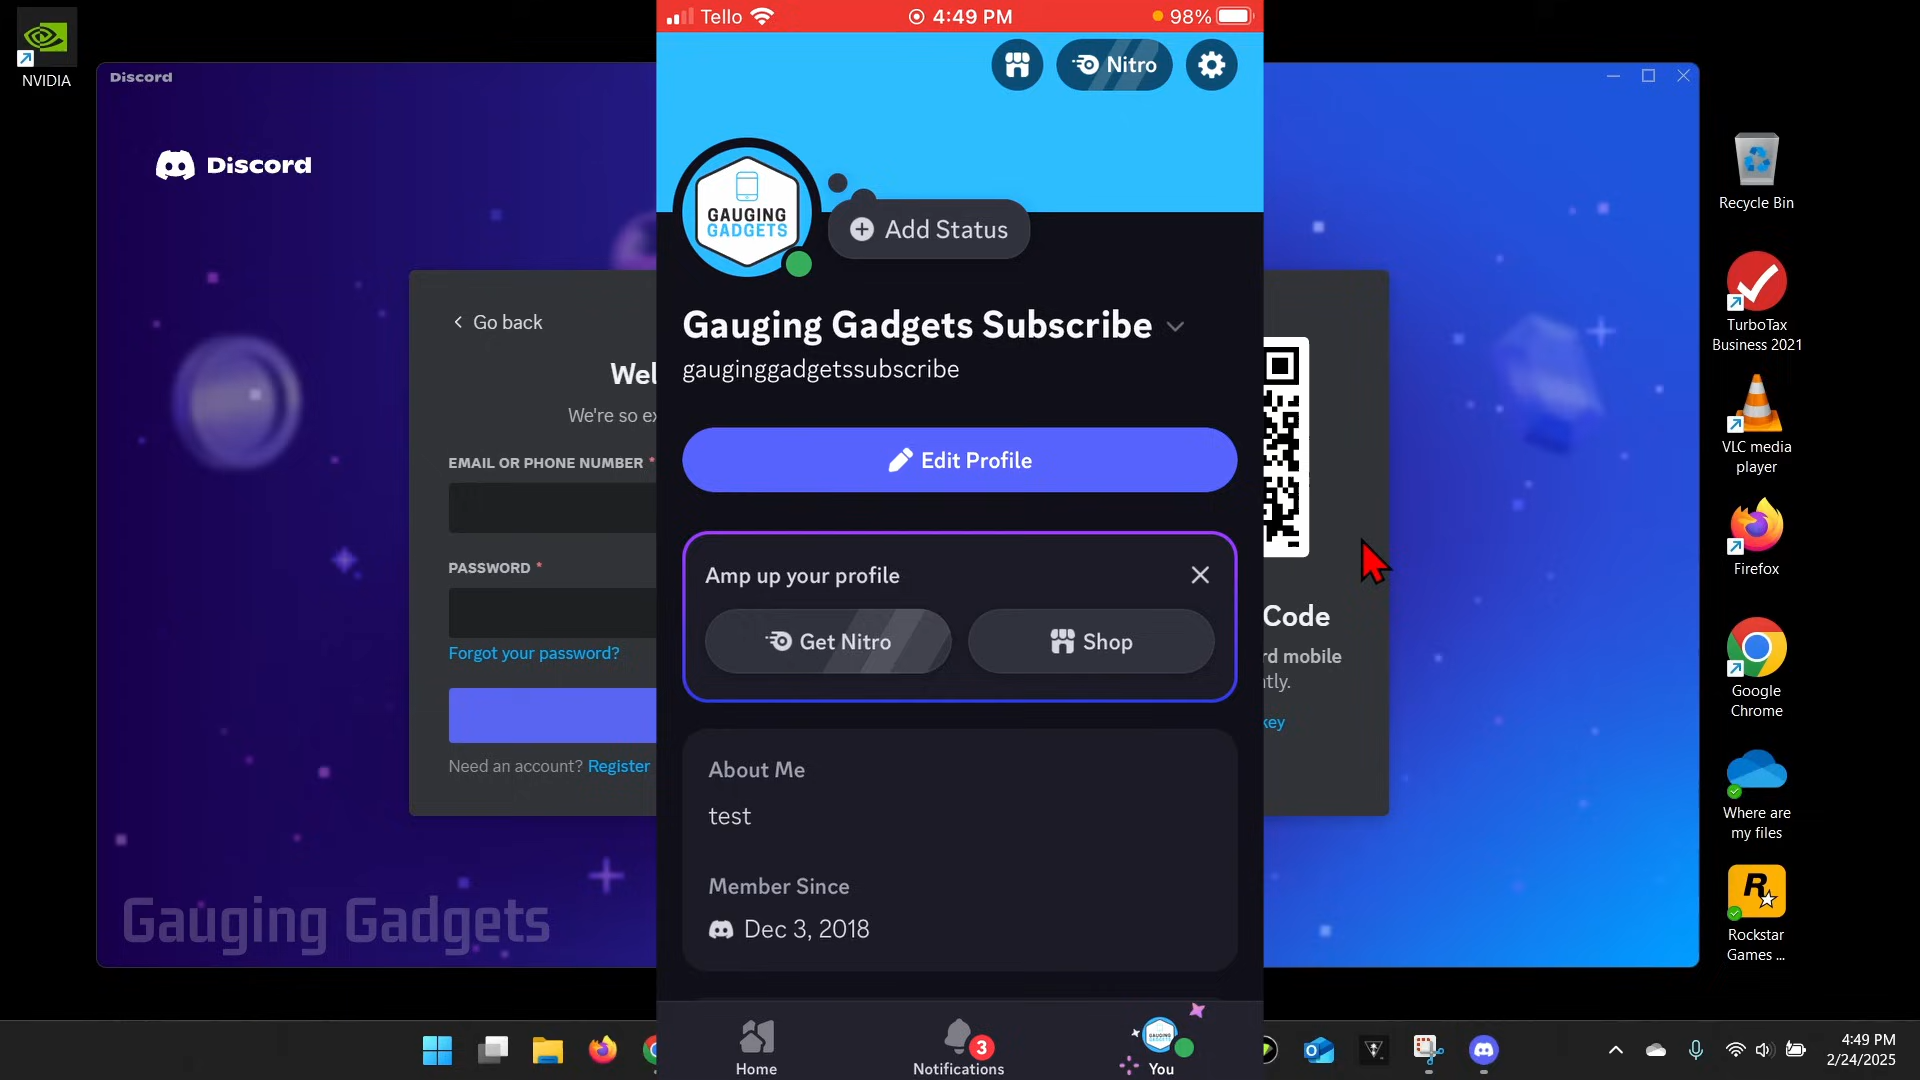 NVIDIA
Discord
Discord
Go back
Wel
We're so ex
EMAIL OR PHONE NUMBER *
PASSWORD *
Forgot your password?
Need an account? Register
Gauging Gadgets
Tello
4:49 PM
98%
Nitro
GAUGING
GADGETS
Add Status
Gauging Gadgets Subscribe
gauginggadgetssubscribe
Edit Profile
Amp up your profile
Get Nitro
Shop
About Me
test
Member Since
Dec 3, 2018
Home
3
Notifications
You
Code
rd mobile
tly.
key
Recycle Bin
TurboTax
Business 2021
VLC media
player
Firefox
Google
Chrome
Where are
my files
Rockstar
Games ...
4:49 PM
2/24/2025